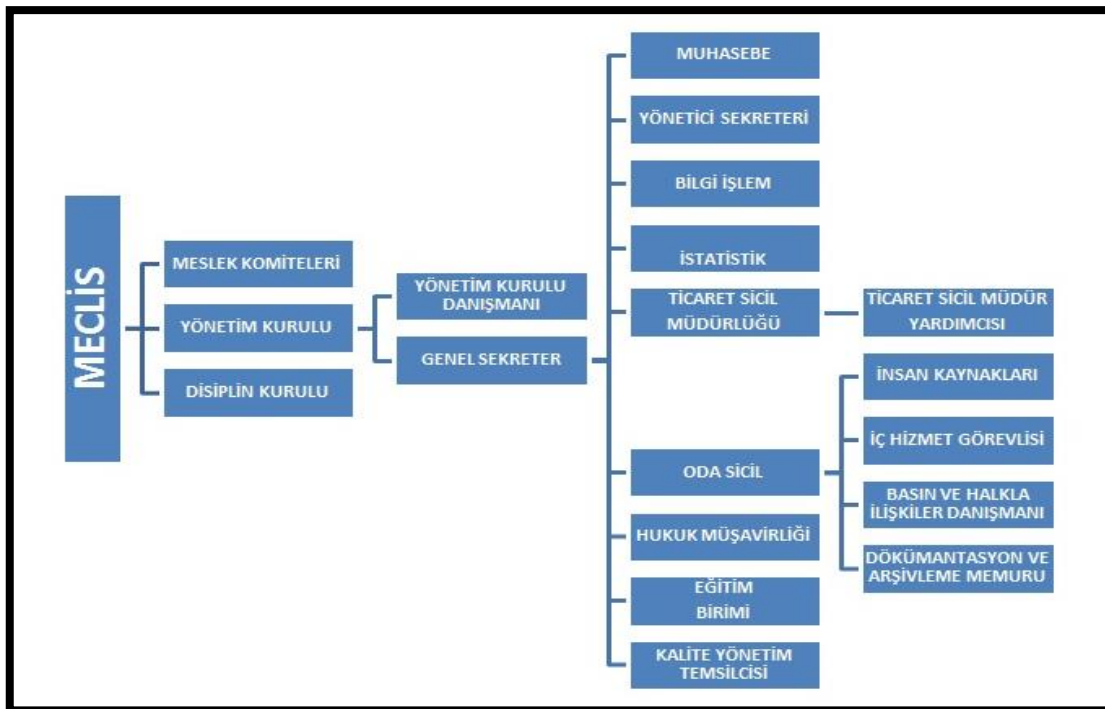 MECLİS
MESLEK KOMİTELERİ
YÖNETİM KURULU
DISİPLİN KURULU
YÖNETİM KURULU
DANIŞMANI
GENEL SEKRETER
MUHASEBE
YÖNETİCİ SEKRETERİ
BİLGİ İŞLEM
İSTATİSTİK
TİCARET SİCİL
MÜDÜRLÜĞÜ
ODA SİCİL
HUKUK MÜŞAVİRLİĞİ
EĞİTİM
BİRİMİ
KALİTE YÖNETİM
TEMSİLCİSİ
TİCARET SİCİL MÜDÜR
YARDIMCISI
İNSAN KAYNAKLARI
İÇ HİZMET GÖREVLİSİ
BASIN VE HALKLA
İLİŞKİLER DANIŞMANI
DÖKÜMANTASYON VE
ARŞİVLEME MEMURU